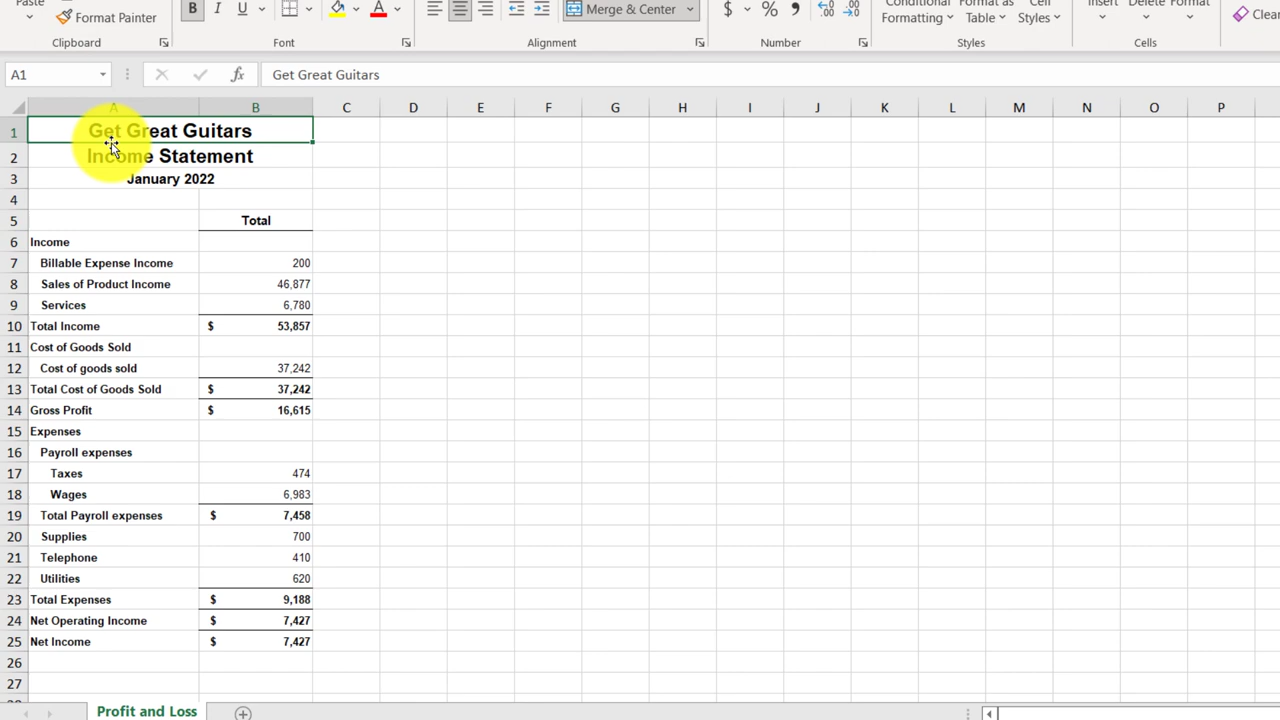 Paste Format Painter B I U A Merge & Center $ % , Conditional Format as Cell Insert Delete Format
Formatting Table Styles Clear
Clipboard Font Alignment Number Styles Cells
A1 fx Get Great Guitars
A B C D E F G H I J K L M N O P
1 Get Great Guitars
2 Income Statement
3 January 2022
4
5 Total
6 Income
7 Billable Expense Income 200
8 Sales of Product Income 46,877
9 Services 6,780
10 Total Income $ 53,857
11 Cost of Goods Sold
12 Cost of goods sold 37,242
13 Total Cost of Goods Sold $ 37,242
14 Gross Profit $ 16,615
15 Expenses
16 Payroll expenses
17 Taxes 474
18 Wages 6,983
19 Total Payroll expenses $ 7,458
20 Supplies 700
21 Telephone 410
22 Utilities 620
23 Total Expenses $ 9,188
24 Net Operating Income $ 7,427
25 Net Income $ 7,427
26
27
28
Profit and Loss